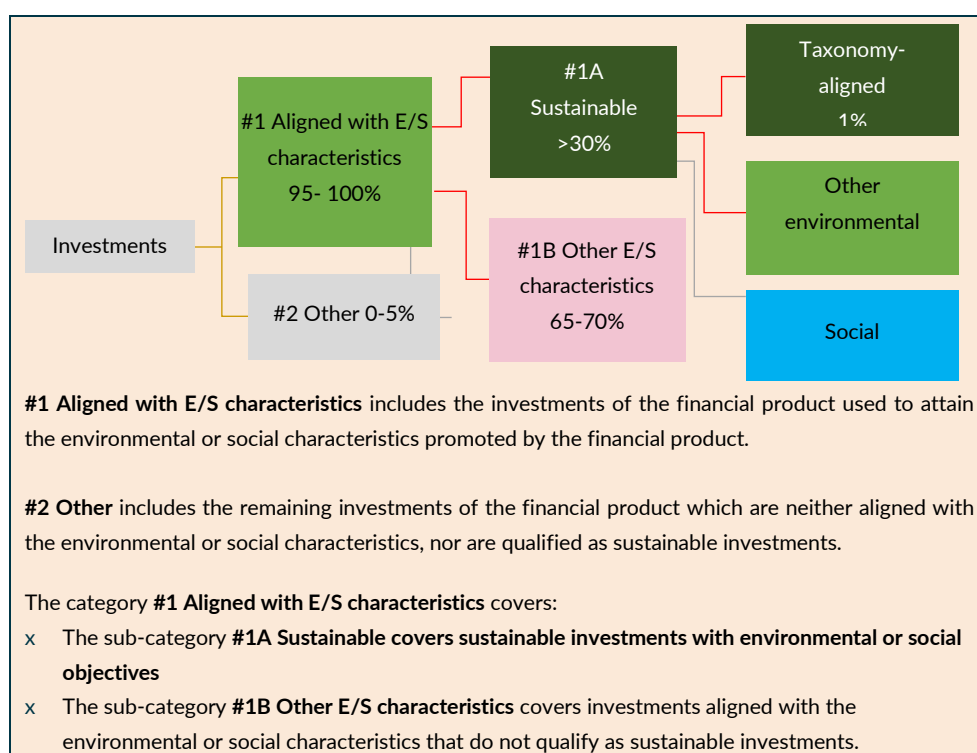 #1 Aligned with E/S
characteristics
95- 100%
#1A
Sustainable
>30%
Taxonomy-
aligned
1%
Other
environmental
Investments
#1B Other E/S
characteristics
65-70%
#2 Other 0-5%
Social
#1 Aligned with E/S characteristics includes the investments of the financial product used to attain
the environmental or social characteristics promoted by the financial product.
#2 Other includes the remaining investments of the financial product which are neither aligned with
the environmental or social characteristics, nor are qualified as sustainable investments.
The category #1 Aligned with E/S characteristics covers:
x The sub-category #1A Sustainable covers sustainable investments with environmental or social
objectives
x The sub-category #1B Other E/S characteristics covers investments aligned with the
environmental or social characteristics that do not qualify as sustainable investments.